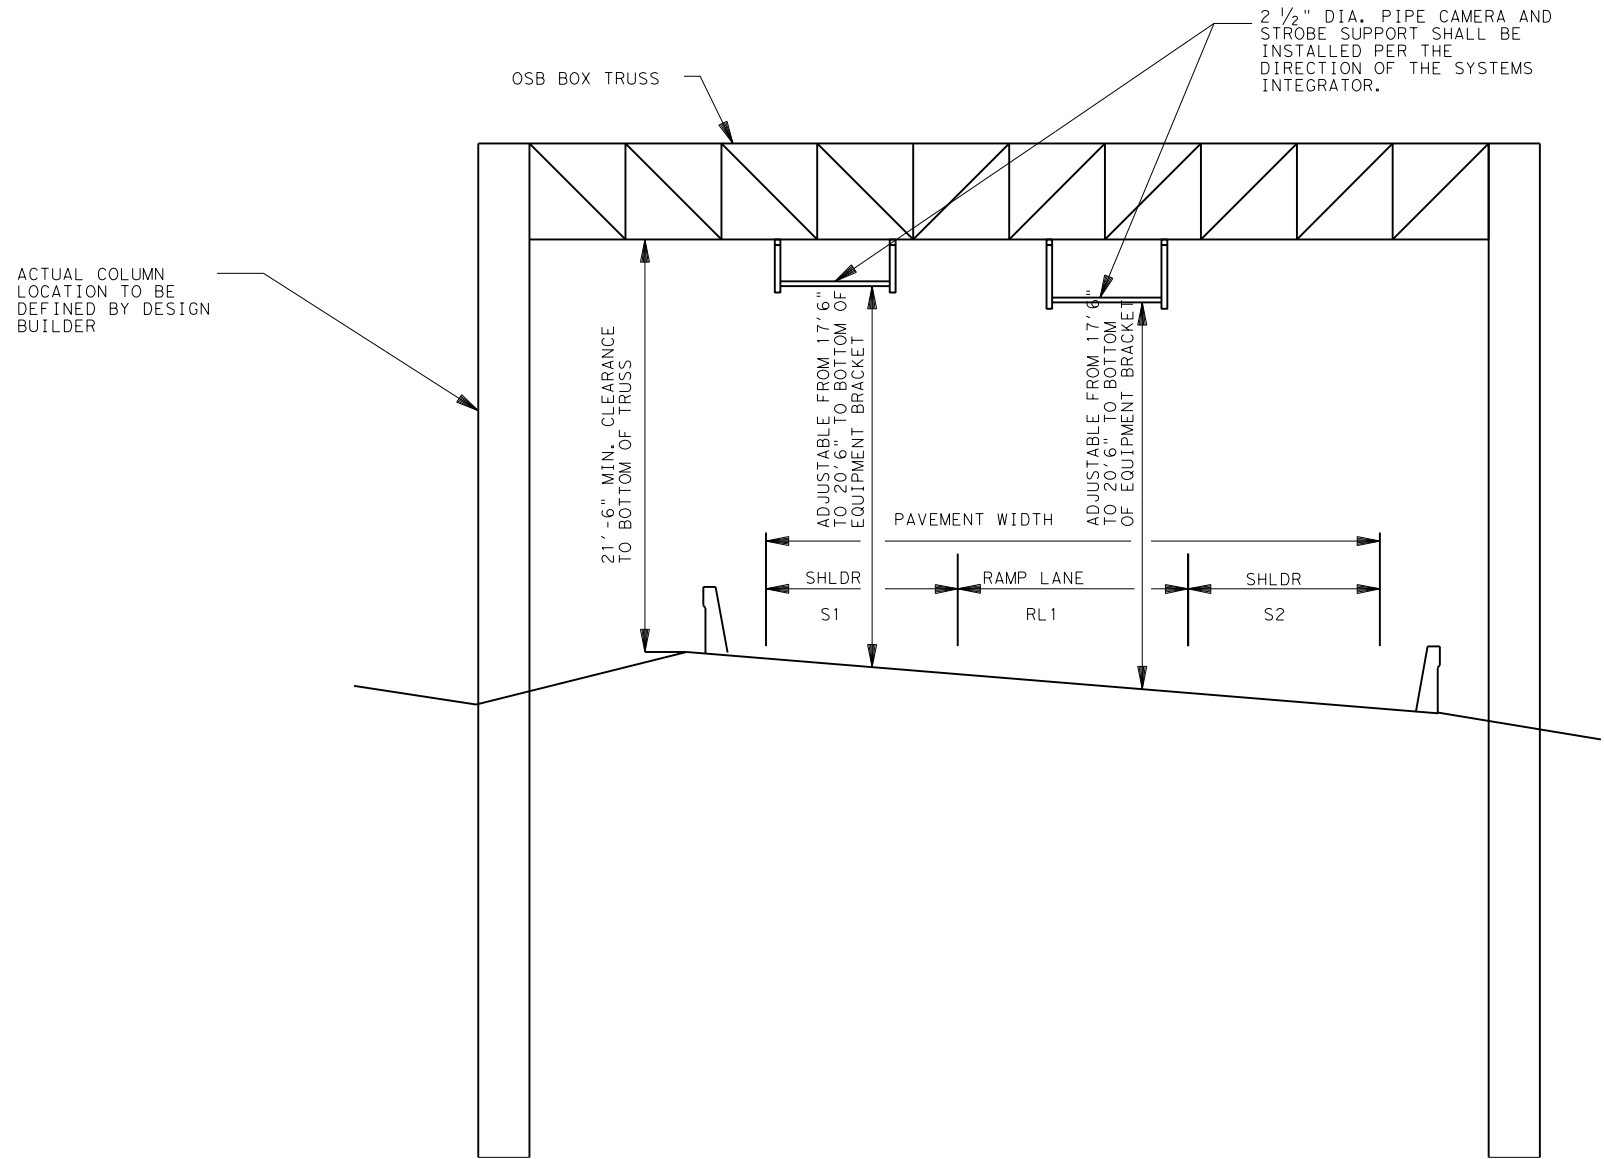 2 1/2" DIA. PIPE CAMERA AND
STROBE SUPPORT SHALL BE
INSTALLED PER THE
DIRECTION OF THE SYSTEMS
INTEGRATOR.
OSB BOX TRUSS
ACTUAL COLUMN
LOCATION TO BE
DEFINED BY DESIGN
BUILDER
21'-6" MIN. CLEARANCE
TO BOTTOM OF TRUSS
ADJUSTABLE FROM 17'6"
TO 20'6" TO BOTTOM OF
EQUIPMENT BRACKET
ADJUSTABLE FROM 17'6"
TO 20'6" TO BOTTOM
OF EQUIPMENT BRACKET
PAVEMENT WIDTH
SHLDR
RAMP LANE
SHLDR
S1
RL1
S2